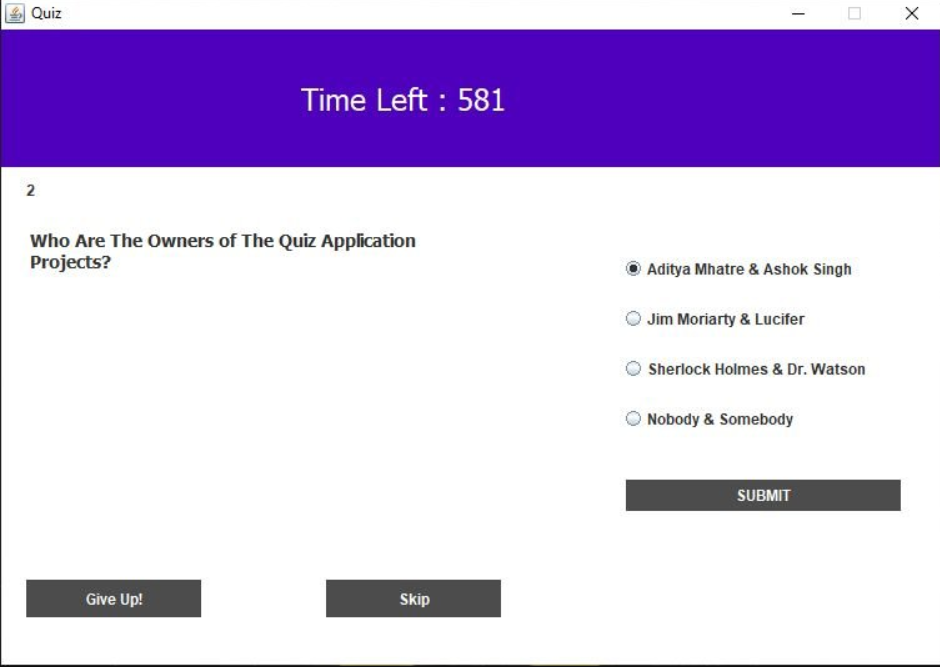 Quiz
Time Left : 581
2
Who Are The Owners of The Quiz Application
Projects?
Aditya Mhatre & Ashok Singh
Jim Moriarty & Lucifer
Sherlock Holmes & Dr. Watson
Nobody & Somebody
SUBMIT
Give Up!
Skip